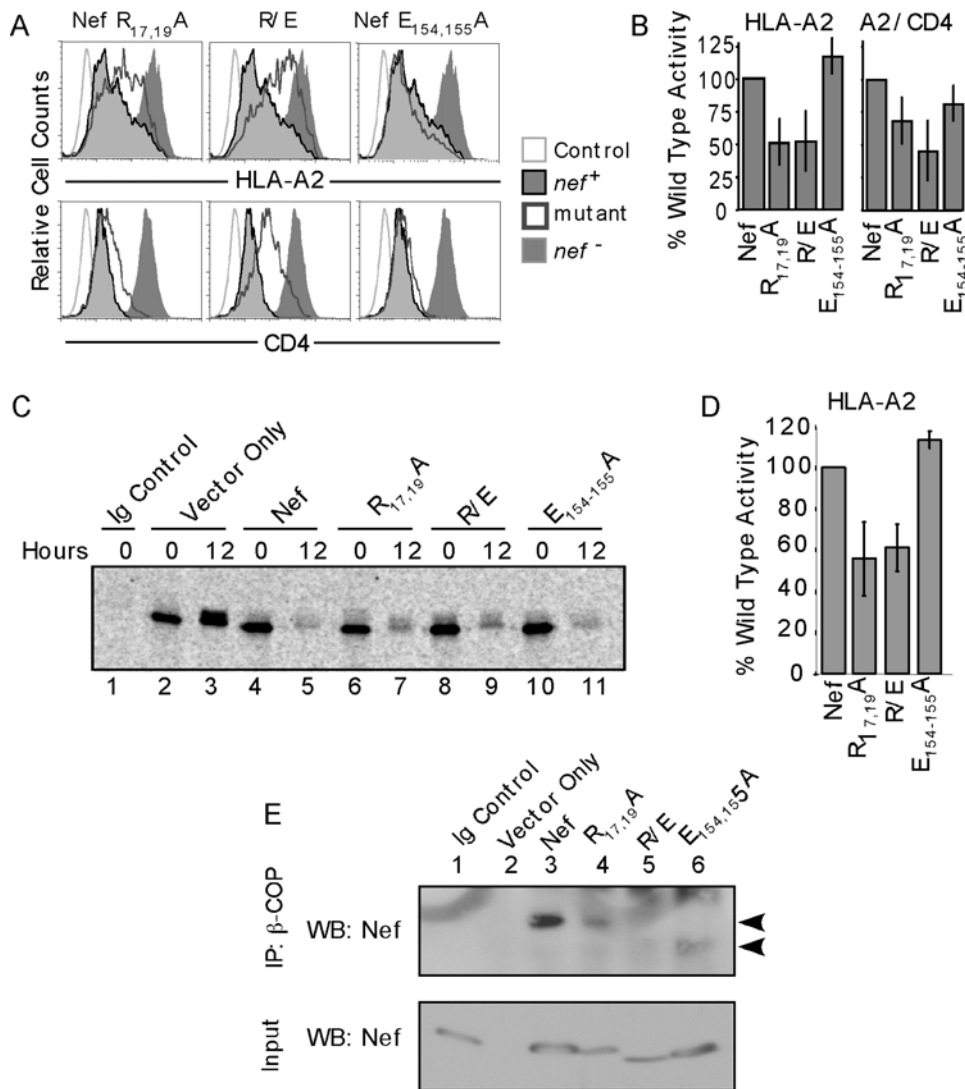 A
Nef R17,19A
R/E
Nef E154,155A
Relative Cell Counts
HLA-A2
CD4
Control
nef+
mutant
nef -
B
HLA-A2
A2/CD4
% Wild Type Activity
125
100
75
50
25
0
Nef
R17,19A
R/E
E154-155A
Nef
R17,19A
R/E
E154-155A
C
Ig Control
Vector Only
Nef
R17,19A
R/E
E154-155A
Hours 0 0 12 0 12 0 12 0 12 0 12
1 2 3 4 5 6 7 8 9 10 11
D
HLA-A2
% Wild Type Activity
120
100
80
60
40
20
0
Nef
R17,19A
R/E
E154-155A
E
Ig Control
Vector Only
Nef
R17,19A
R/E
E154,155A
1 2 3 4 5 6
IP: β-COP
WB: Nef
Input
WB: Nef